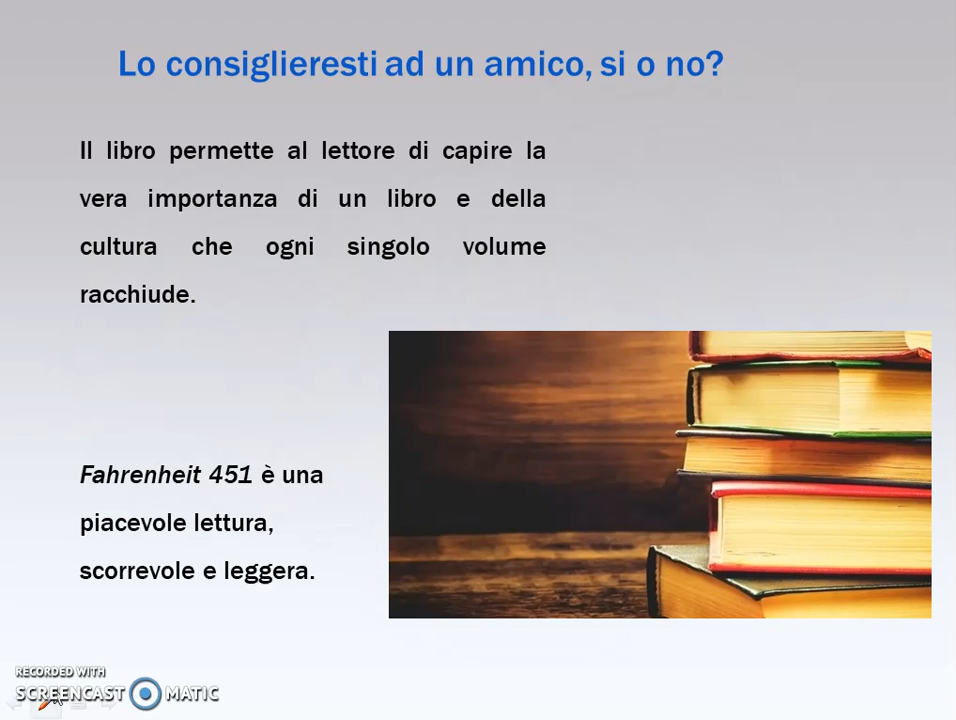 Lo consiglieresti ad un amico, si o no?
Il libro permette al lettore di capire la
vera importanza di un libro e della
cultura che ogni singolo volume
racchiude.
Fahrenheit 451 è una
piacevole lettura,
scorrevole e leggera.
RECORDED WITH
SCREENCAST MATIC